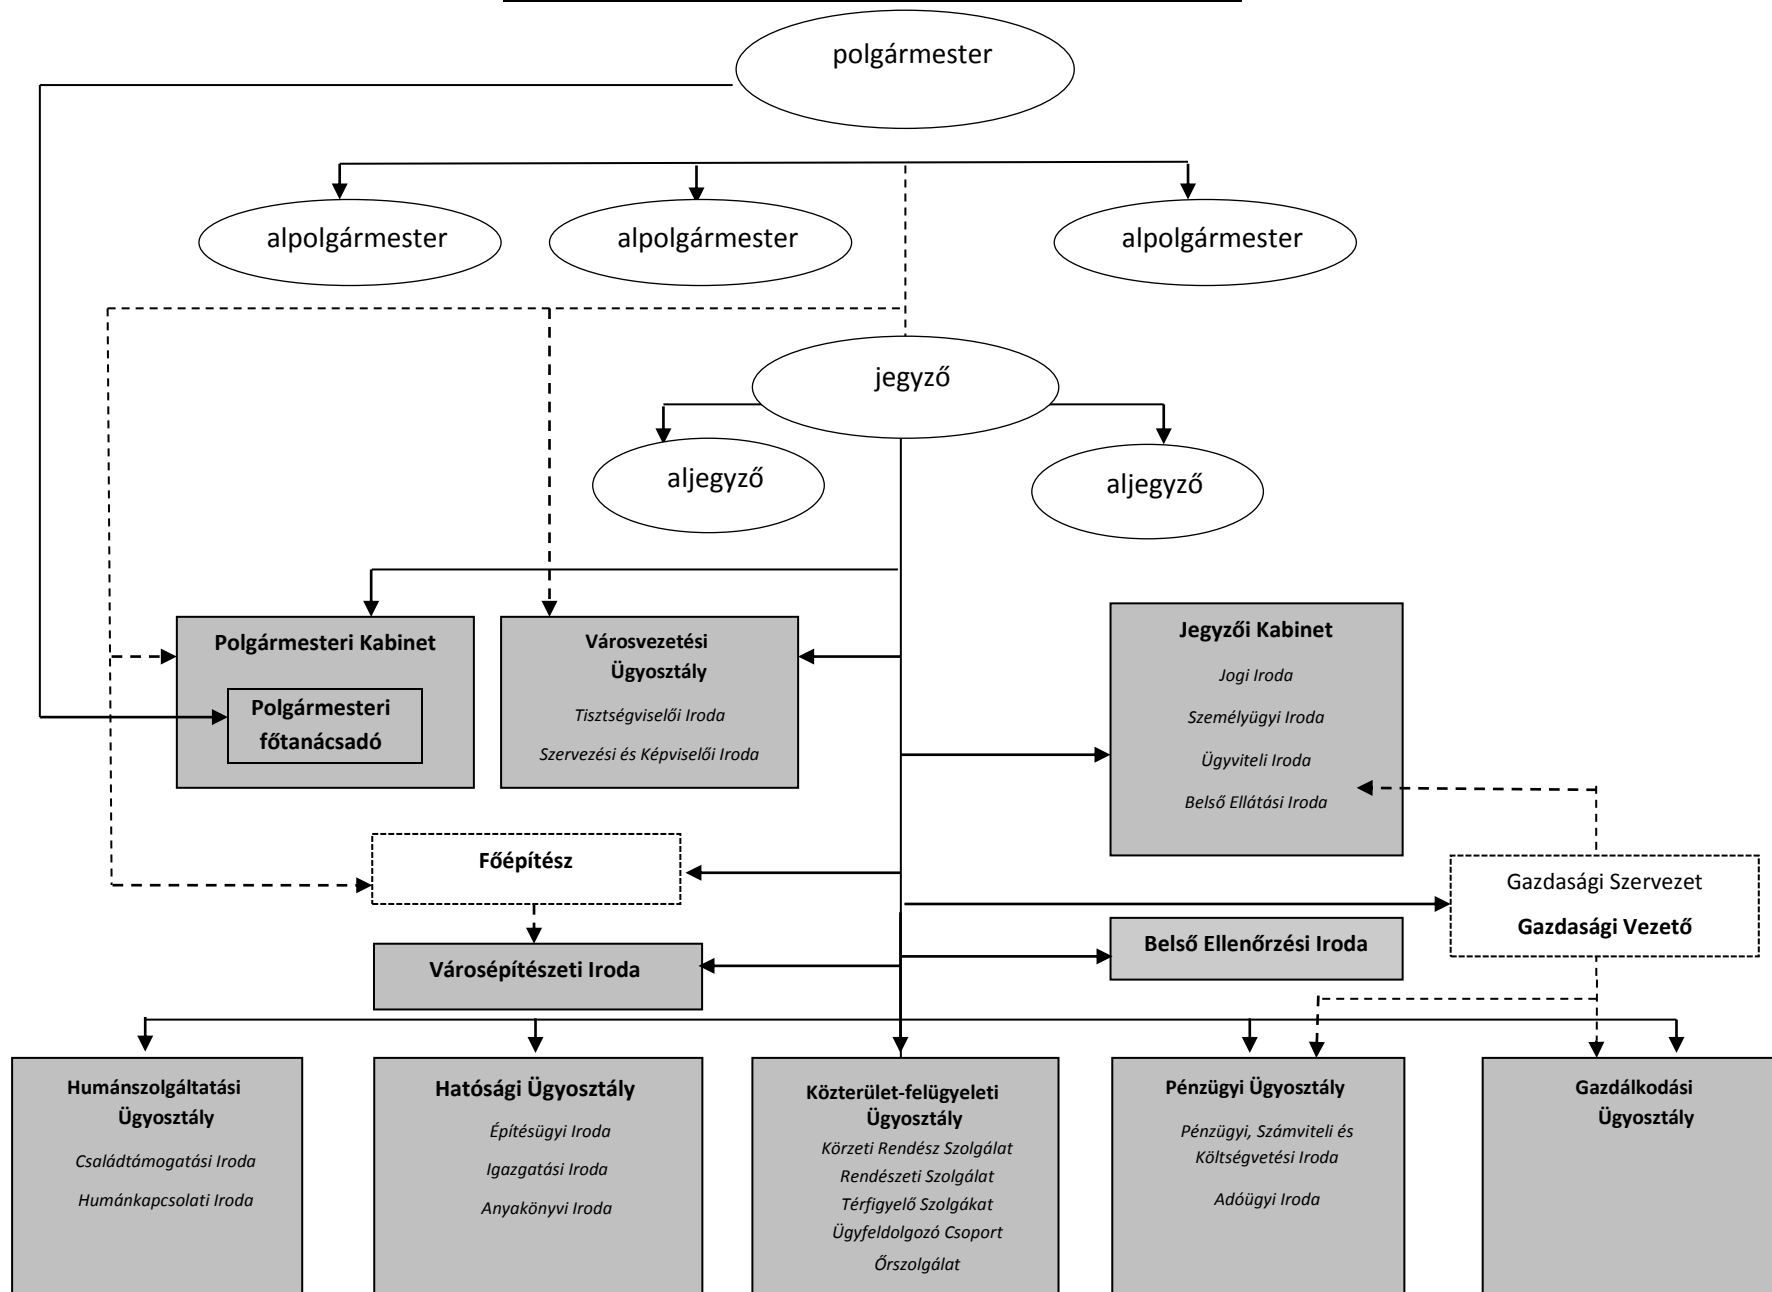 polgármester
alpolgármester
alpolgármester
alpolgármester
jegyző
aljegyző
aljegyző
Polgármesteri Kabinet
Polgármesteri
főtanácsadó
Városvezetési
Ügyosztály
Tisztségviselői Iroda
Szervezési és Képviselői Iroda
Jegyzői Kabinet
Jogi Iroda
Személyügyi Iroda
Ügyviteli Iroda
Belső Ellátási Iroda
Főépítész
Gazdasági Szervezet
Gazdasági Vezető
Városépítészeti Iroda
Belső Ellenőrzési Iroda
Humánszolgáltatási
Ügyosztály
Családtámogatási Iroda
Humánkapcsolati Iroda
Hatósági Ügyosztály
Építésügyi Iroda
Igazgatási Iroda
Anyakönyvi Iroda
Közterület-felügyeleti
Ügyosztály
Körzeti Rendész Szolgálat
Rendészeti Szolgálat
Térfigyelő Szolgákat
Ügyfeldolgozó Csoport
Őrszolgálat
Pénzügyi Ügyosztály
Pénzügyi, Számviteli és
Költségvetési Iroda
Adóügyi Iroda
Gazdálkodási
Ügyosztály